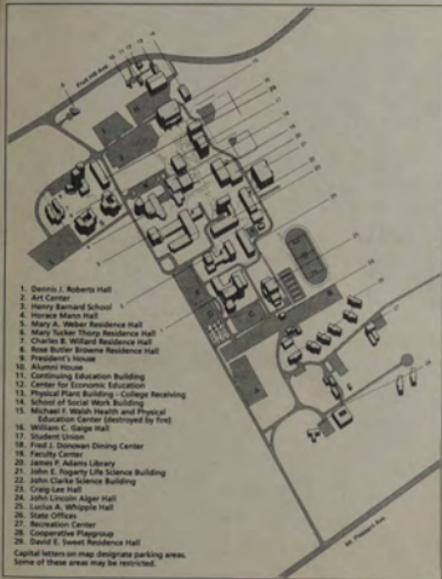 Fruit Hill Ave.
1. Dennis J. Roberts Hall
2. Art Center
3. Henry Barnard School
4. Horace Mann Hall
5. Mary A. Weber Residence Hall
6. Mary Tucker Thorp Residence Hall
7. Charles B. Willard Residence Hall
8. Rose Butler Browne Residence Hall
9. President's House
10. Alumni House
11. Continuing Education Building
12. Center for Economic Education
13. Physical Plant Building - College Receiving
14. School of Social Work Building
15. Michael F. Walsh Health and Physical
Education Center (destroyed by fire)
16. William C. Gaige Hall
17. Student Union
18. Fred J. Donovan Dining Center
19. Faculty Center
20. James P. Adams Library
21. John E. Fogarty Life Science Building
22. John Clarke Science Building
23. Craig-Lee Hall
24. John Lincoln Alger Hall
25. Lucius A. Whipple Hall
26. State Offices
27. Recreation Center
28. Cooperative Playgroup
29. David E. Sweet Residence Hall
Capital letters on map designate parking areas.
Some of these areas may be restricted.
Mt. Pleasant Ave.